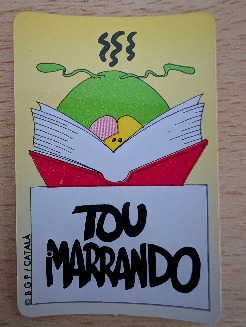 TOU
MARRANDO
© B G P / CATALÀ